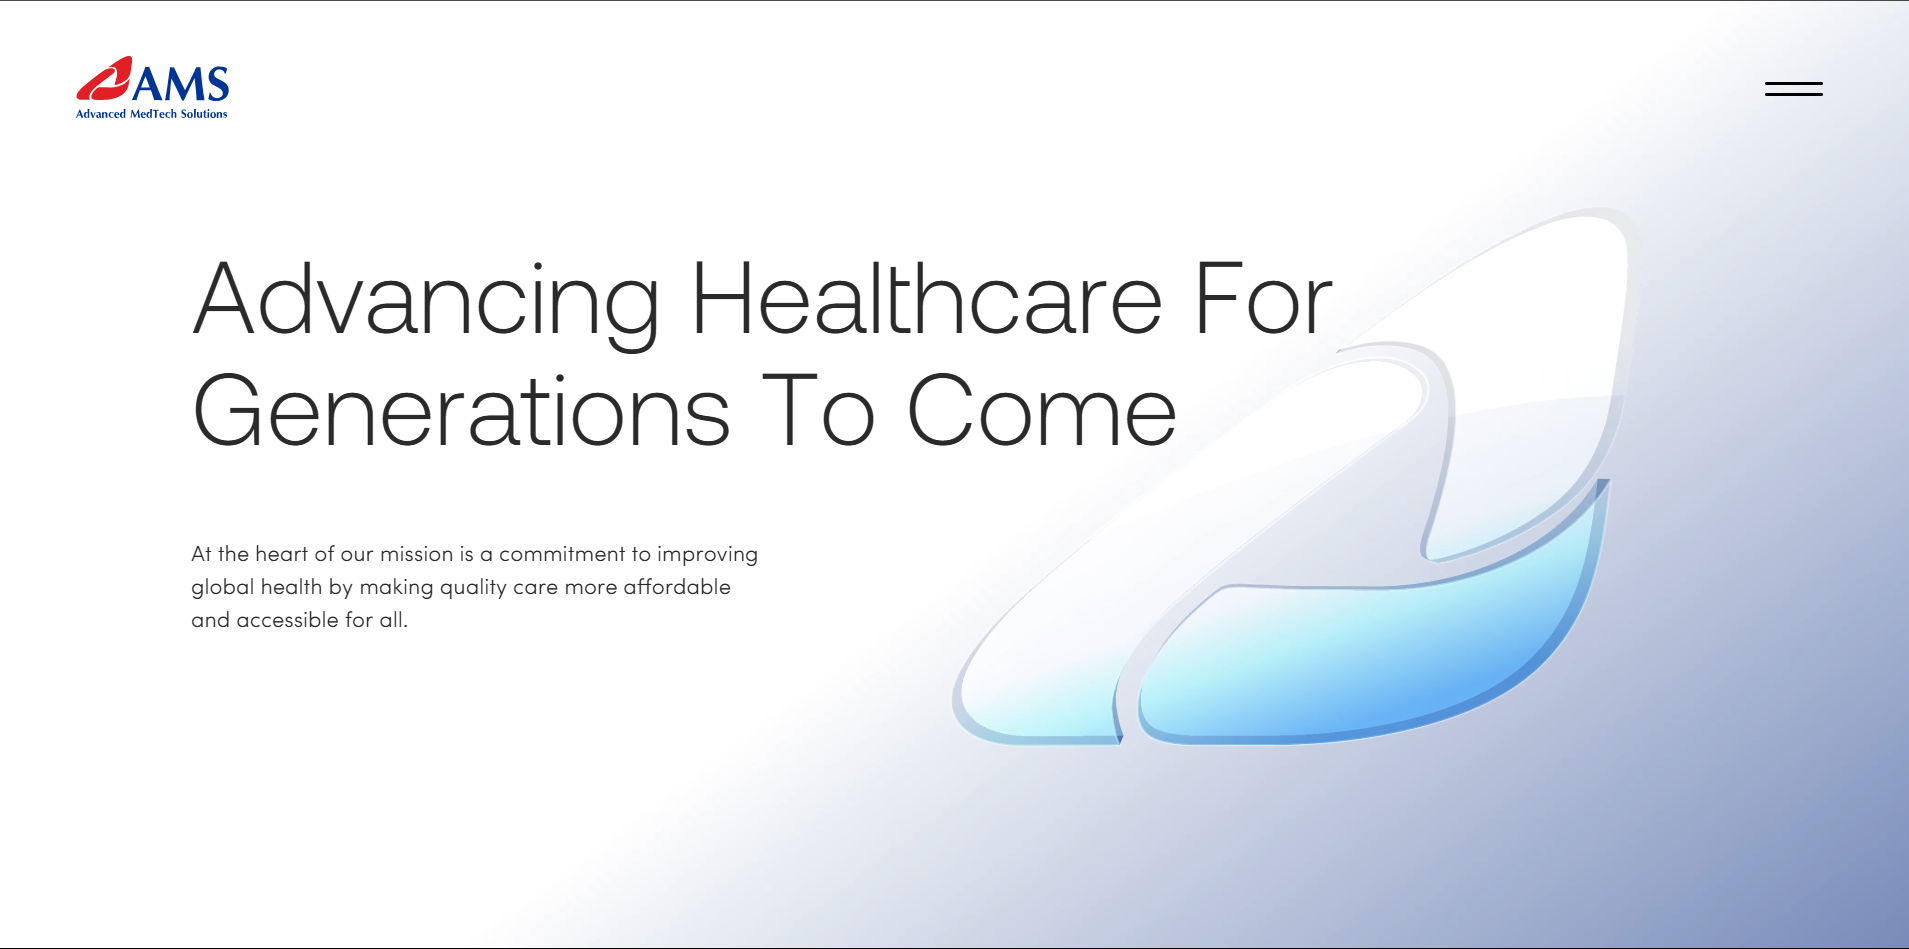 AMS
Advanced MedTech Solutions
Advancing Healthcare For
Generations To Come
At the heart of our mission is a commitment to improving
global health by making quality care more affordable
and accessible for all.